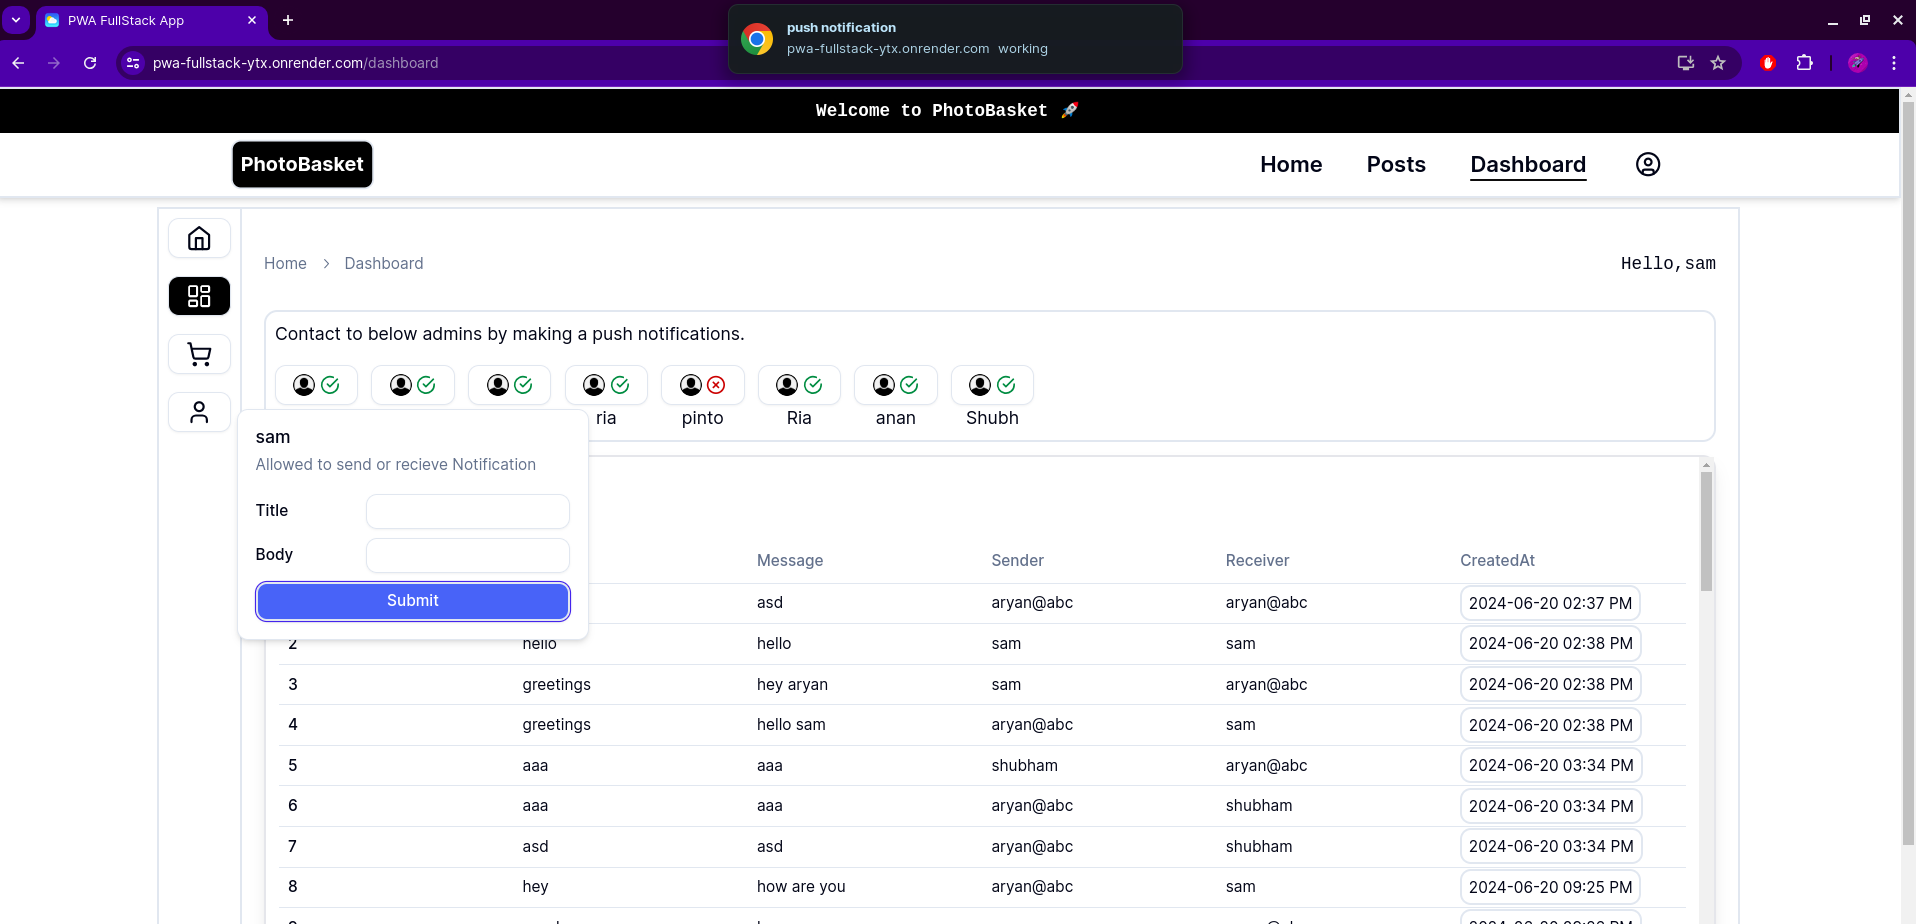 PWA FullStack App
push notification
pwa-fullstack-ytx.onrender.com working
pwa-fullstack-ytx.onrender.com/dashboard
Welcome to PhotoBasket 🚀
PhotoBasket
Home Posts Dashboard
Home > Dashboard
Hello,sam
Contact to below admins by making a push notifications.
ria pinto Ria anan Shubh
sam
Allowed to send or recieve Notification
Title
Body
Submit
Message Sender Receiver CreatedAt
asd aryan@abc aryan@abc 2024-06-20 02:37 PM
2 hello hello sam sam 2024-06-20 02:38 PM
3 greetings hey aryan sam aryan@abc 2024-06-20 02:38 PM
4 greetings hello sam aryan@abc sam 2024-06-20 02:38 PM
5 aaa aaa shubham aryan@abc 2024-06-20 03:34 PM
6 aaa aaa aryan@abc shubham 2024-06-20 03:34 PM
7 asd asd aryan@abc shubham 2024-06-20 03:34 PM
8 hey how are you aryan@abc sam 2024-06-20 09:25 PM